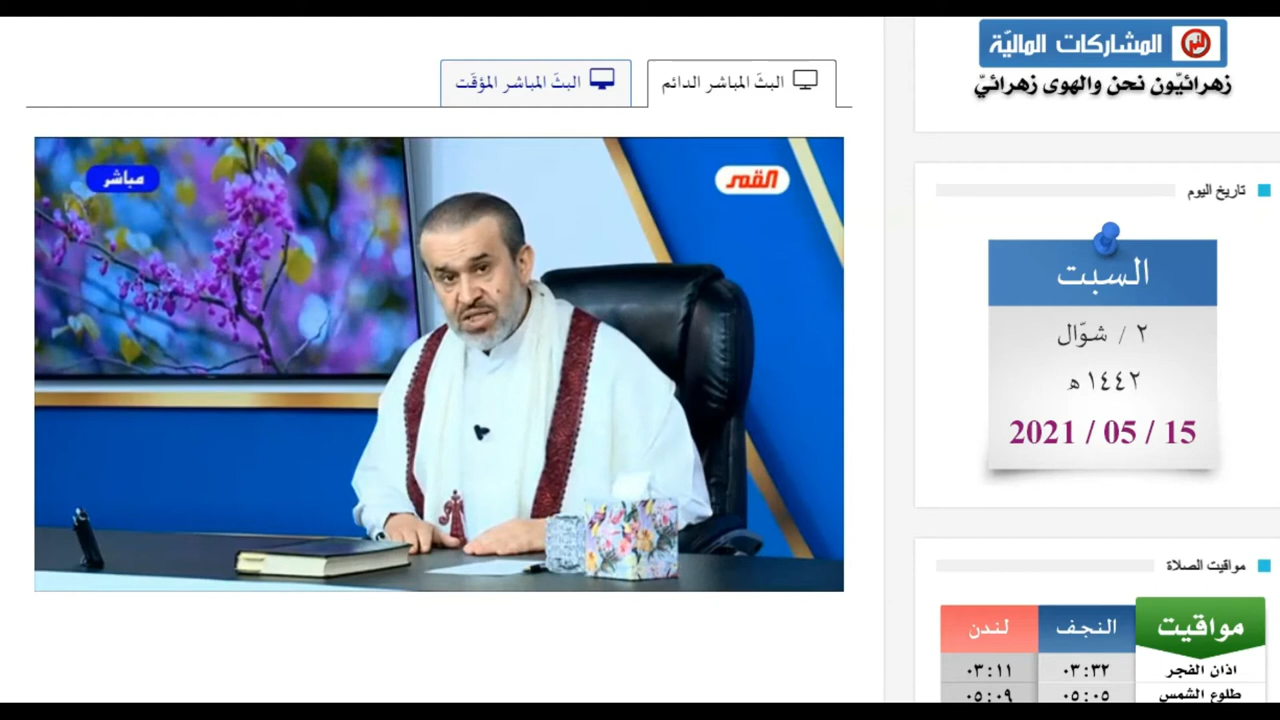 المشاركات الماليّة
زهرائيّون نحن والهوى زهرائيّ
البثّ المباشر الدائم
البثّ المباشر المؤقّت
القمر
مباشر
تاريخ اليوم
السبت
٢ / شوّال
١٤٤٢ هـ
2021 / 05 / 15
مواقيت الصلاة
مواقيت النجف لندن
اذان الفجر ٠٣:٣٢ ٠٣:١١
طلوع الشمس ٠٥:٠٥ ٠٥:٠٩